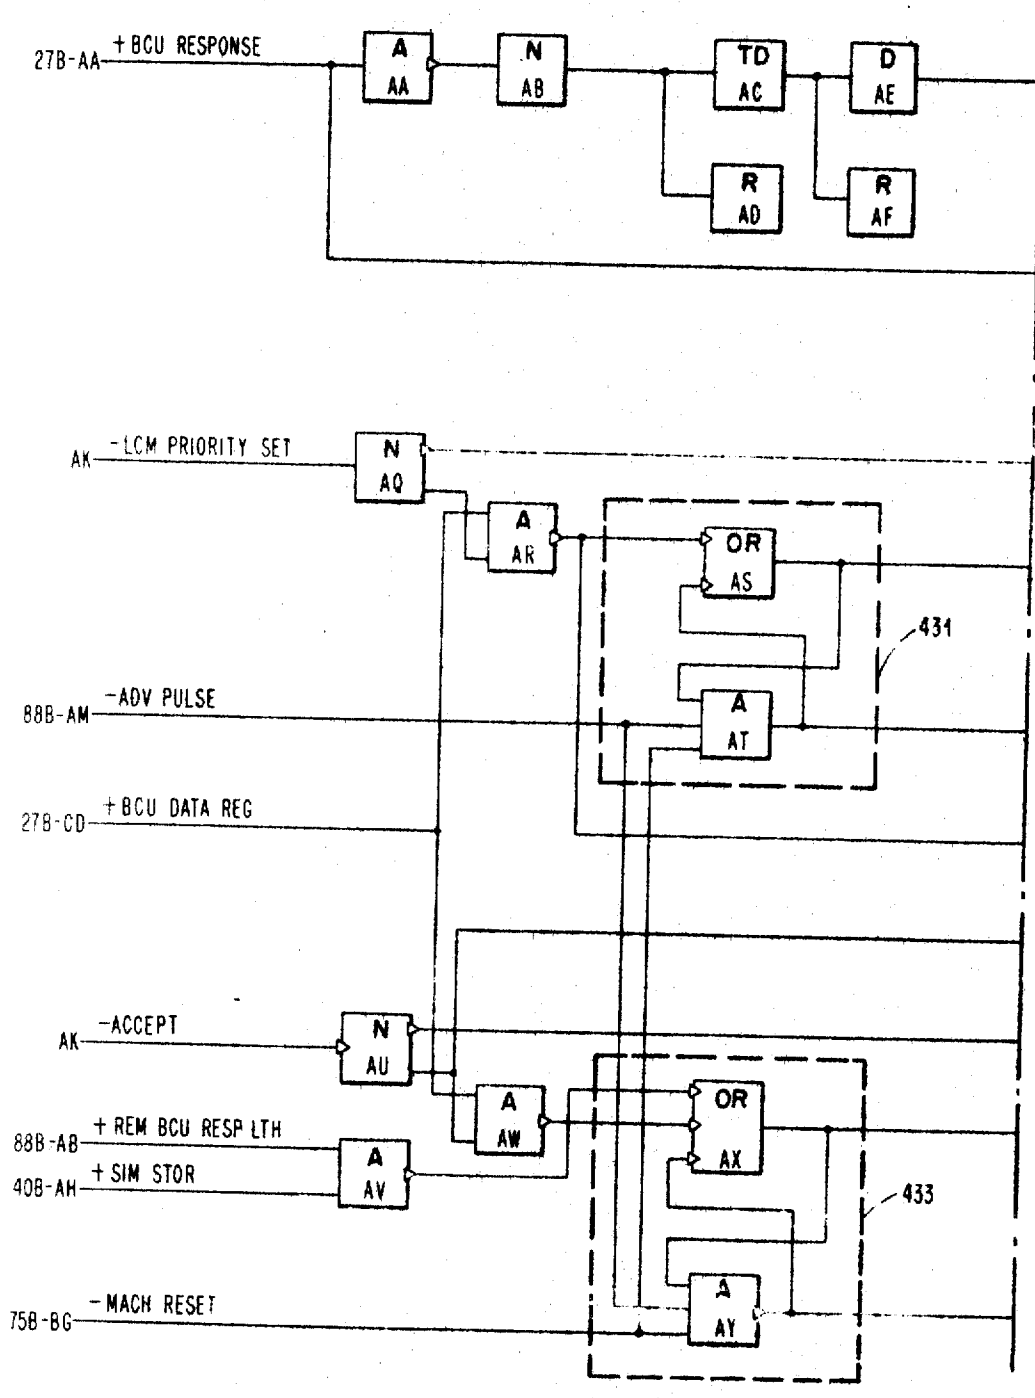 27B-AA
+BCU RESPONSE
A
AA
N
AB
TD
AC
D
AE
R
AD
R
AF
AK
-LCM PRIORITY SET
N
AQ
A
AR
OR
AS
431
88B-AM
-ADV PULSE
A
AT
27B-CD
+BCU DATA REG
AK
-ACCEPT
N
AU
A
AW
OR
AX
88B-AB
+REM BCU RESP LTH
A
AV
40B-AH
+SIM STOR
433
75B-BG
-MACH RESET
A
AY